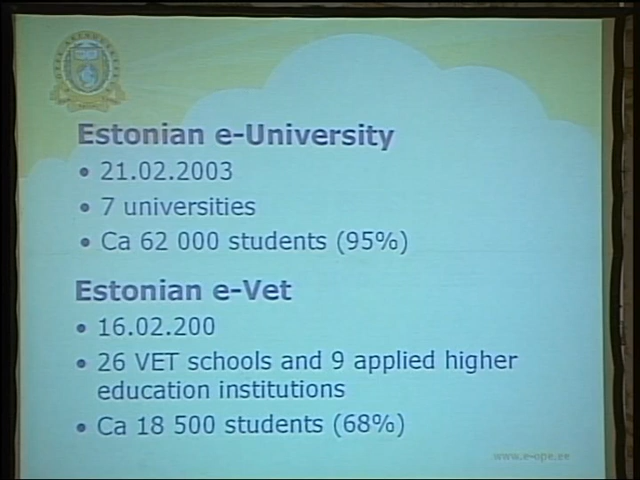 Estonian e-University
• 21.02.2003
• 7 universities
• Ca 62 000 students (95%)
Estonian e-Vet
• 16.02.200
• 26 VET schools and 9 applied higher
education institutions
• Ca 18 500 students (68%)
www.e-ope.ee